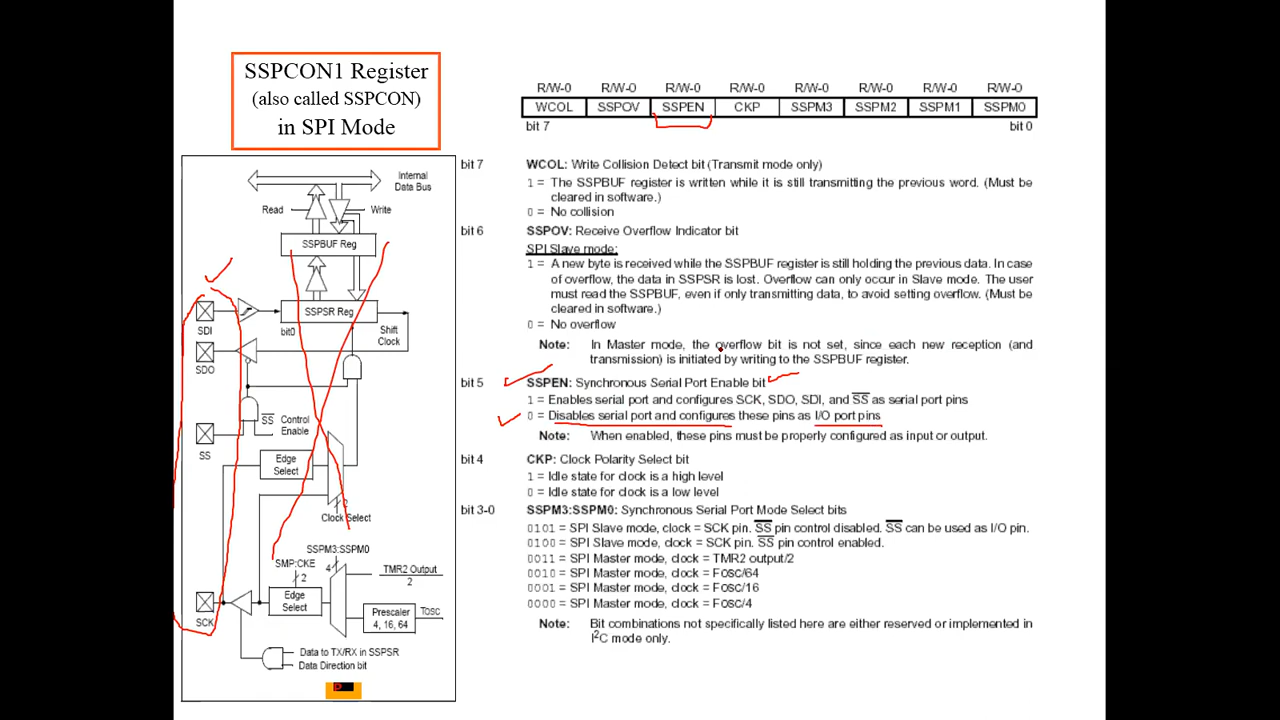 SSPCON1 Register
(also called SSPCON)
in SPI Mode
R/W-0 R/W-0 R/W-0 R/W-0 R/W-0 R/W-0 R/W-0 R/W-0
WCOL SSPOV SSPEN CKP SSPM3 SSPM2 SSPM1 SSPM0
bit 7 bit 0
Internal
Data Bus
Read Write
SSPBUF Reg
SSPSR Reg
SDI
bit0
Shift
Clock
SDO
SS Control
Enable
SS
Edge
Select
2
Clock Select
SSPM3:SSPM0
SMP:CKE
4
2
TMR2 Output
2
Edge
Select
Prescaler
4, 16, 64
TOSC
SCK
Data to TX/RX in SSPSR
Data Direction bit
P
bit 7 WCOL: Write Collision Detect bit (Transmit mode only)
1 = The SSPBUF register is written while it is still transmitting the previous word. (Must be
cleared in software.)
0 = No collision
bit 6 SSPOV: Receive Overflow Indicator bit
SPI Slave mode:
1 = A new byte is received while the SSPBUF register is still holding the previous data. In case
of overflow, the data in SSPSR is lost. Overflow can only occur in Slave mode. The user
must read the SSPBUF, even if only transmitting data, to avoid setting overflow. (Must be
cleared in software.)
0 = No overflow
Note: In Master mode, the overflow bit is not set, since each new reception (and
transmission) is initiated by writing to the SSPBUF register.
bit 5 SSPEN: Synchronous Serial Port Enable bit
1 = Enables serial port and configures SCK, SDO, SDI, and SS as serial port pins
0 = Disables serial port and configures these pins as I/O port pins
Note: When enabled, these pins must be properly configured as input or output.
bit 4 CKP: Clock Polarity Select bit
1 = Idle state for clock is a high level
0 = Idle state for clock is a low level
bit 3-0 SSPM3:SSPM0: Synchronous Serial Port Mode Select bits
0101 = SPI Slave mode, clock = SCK pin. SS pin control disabled. SS can be used as I/O pin.
0100 = SPI Slave mode, clock = SCK pin. SS pin control enabled.
0011 = SPI Master mode, clock = TMR2 output/2
0010 = SPI Master mode, clock = FOSC/64
0001 = SPI Master mode, clock = FOSC/16
0000 = SPI Master mode, clock = FOSC/4
Note: Bit combinations not specifically listed here are either reserved or implemented in
I2C mode only.